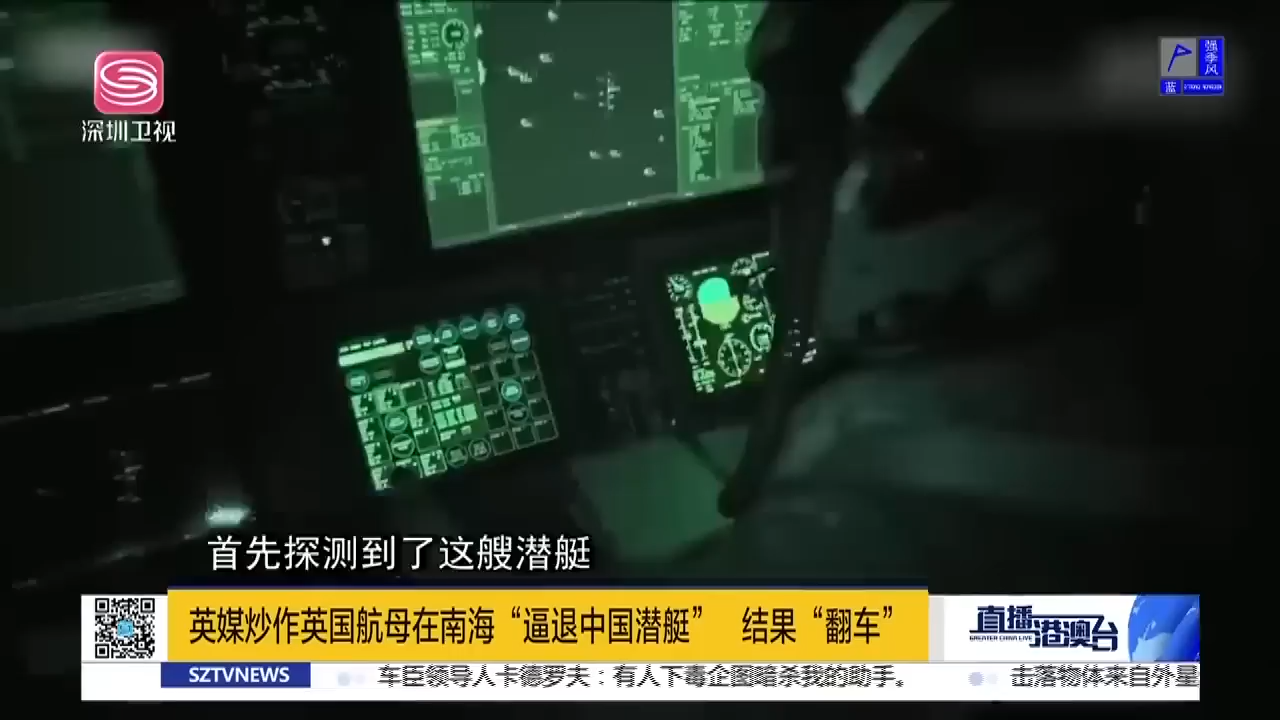 深圳卫视
强季风
蓝
首先探测到了这艘潜艇
英媒炒作英国航母在南海“逼退中国潜艇” 结果“翻车”
直播港澳台
GREATER CHINA LIVE
SZTVNEWS
车臣领导人卡德罗夫：有人下毒企图暗杀我的助手。
击落物体来自外星